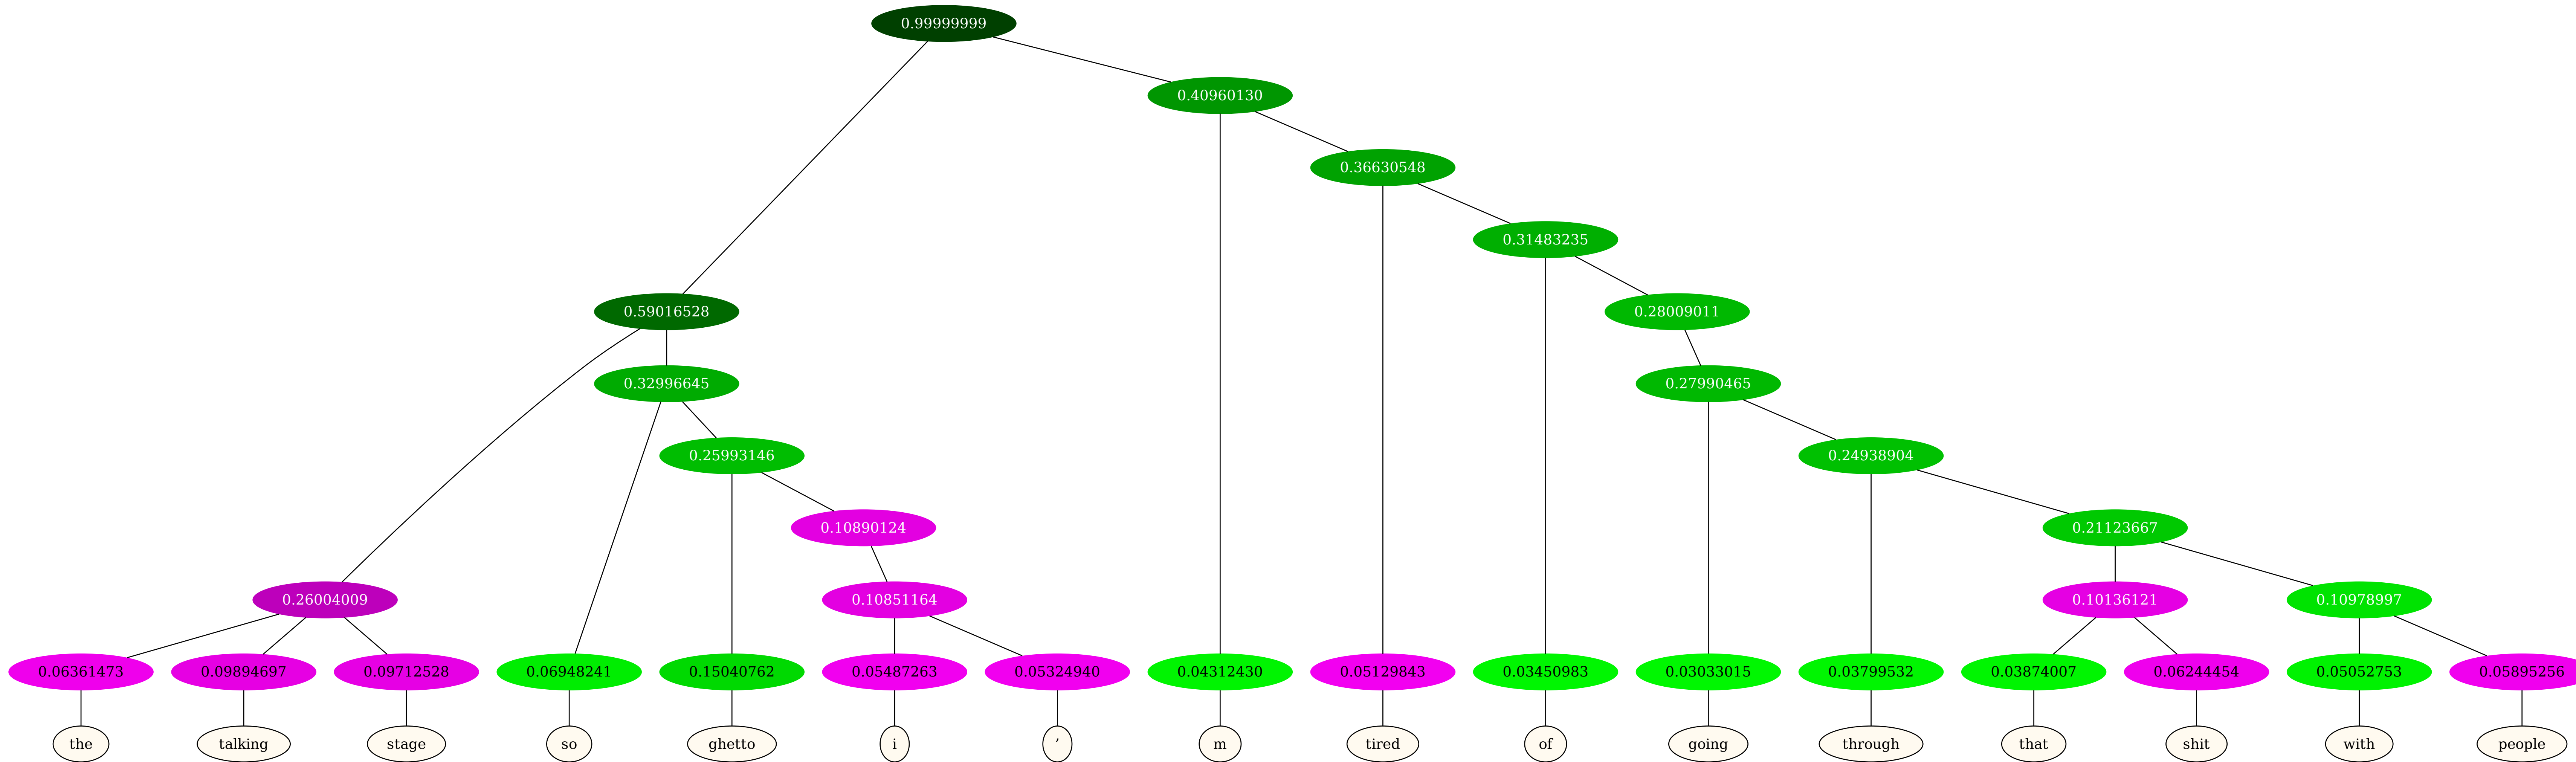 0.99999999
0.40960130
0.36630548
0.31483235
0.59016528 0.28009011
0.32996645 0.27990465
0.25993146 0.24938904
0.10890124 0.21123667
0.26004009 0.10851164 0.10136121 0.10978997
0.06361473 0.09894697 0.09712528 0.06948241 0.15040762 0.05487263 0.05324940 0.04312430 0.05129843 0.03450983 0.03033015 0.03799532 0.03874007 0.06244454 0.05052753 0.05895256
the talking stage so ghetto i ’ m tired of going through that shit with people